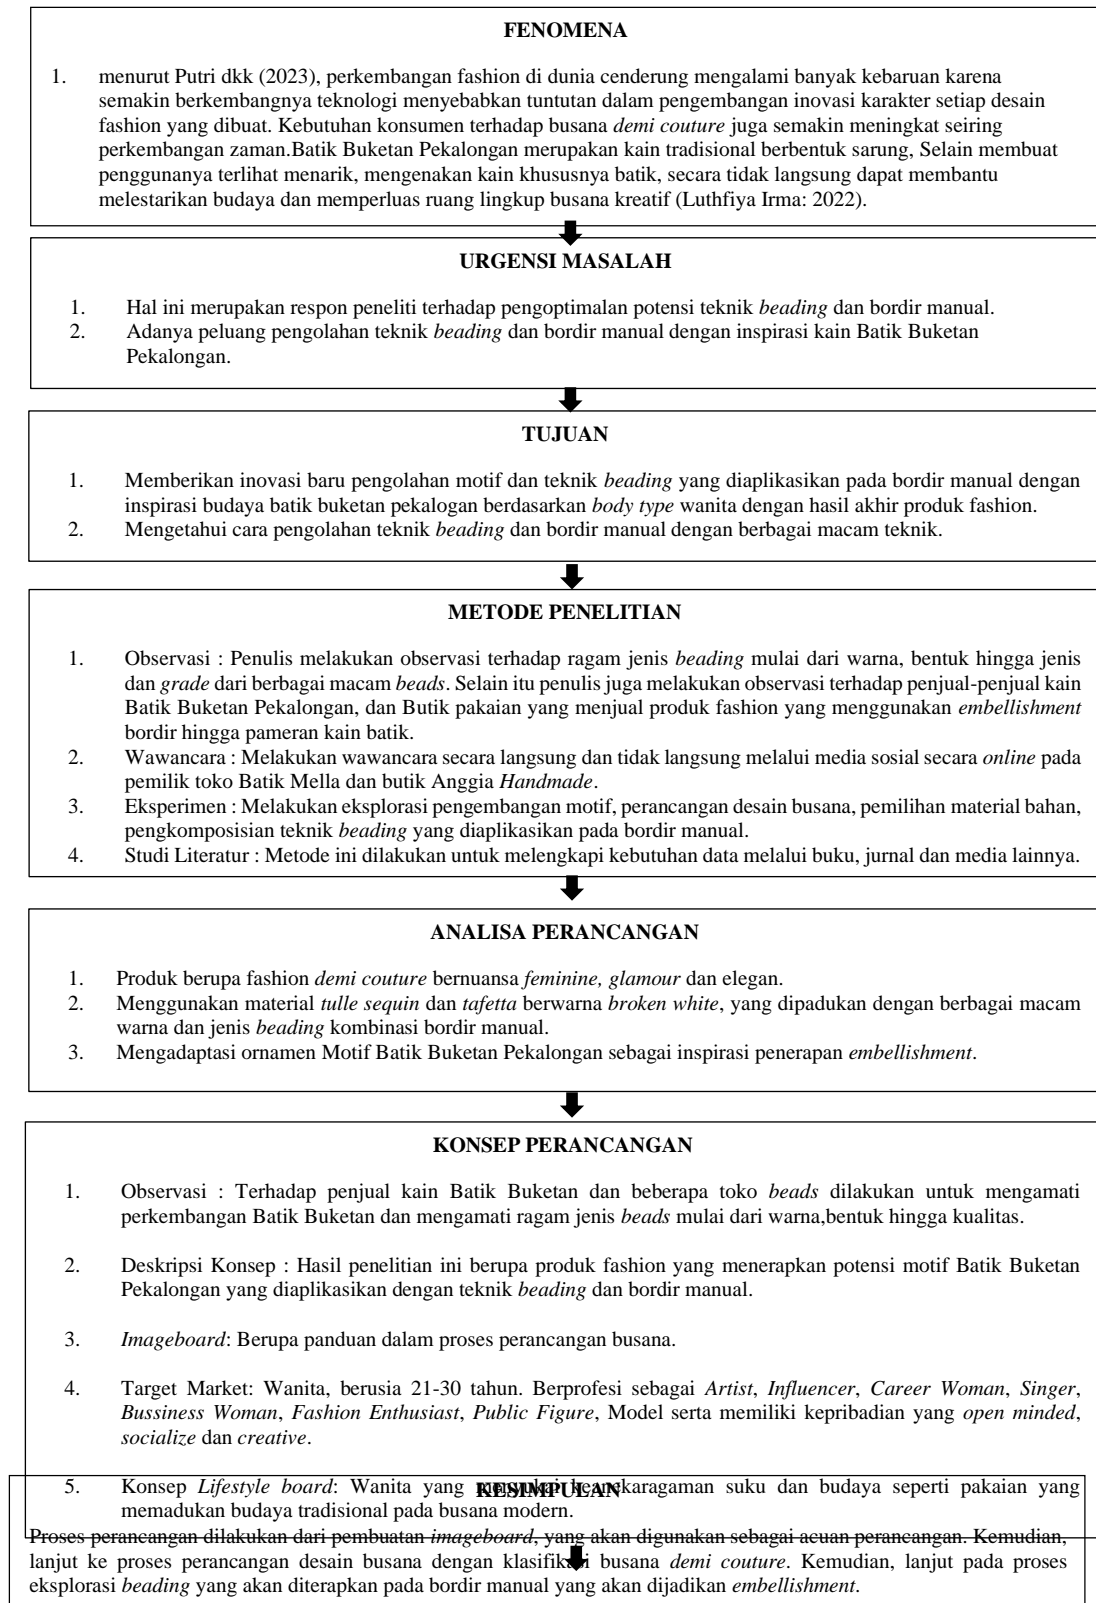 FENOMENA
1. menurut Putri dkk (2023), perkembangan fashion di dunia cenderung mengalami banyak kebaruan karena
semakin berkembangnya teknologi menyebabkan tuntutan dalam pengembangan inovasi karakter setiap desain
fashion yang dibuat. Kebutuhan konsumen terhadap busana demi couture juga semakin meningkat seiring
perkembangan zaman.Batik Buketan Pekalongan merupakan kain tradisional berbentuk sarung, Selain membuat
penggunanya terlihat menarik, mengenakan kain khususnya batik, secara tidak langsung dapat membantu
melestarikan budaya dan memperluas ruang lingkup busana kreatif (Luthfiya Irma: 2022).
URGENSI MASALAH
1. Hal ini merupakan respon peneliti terhadap pengoptimalan potensi teknik beading dan bordir manual.
2. Adanya peluang pengolahan teknik beading dan bordir manual dengan inspirasi kain Batik Buketan
Pekalongan.
TUJUAN
1. Memberikan inovasi baru pengolahan motif dan teknik beading yang diaplikasikan pada bordir manual dengan
inspirasi budaya batik buketan pekalogan berdasarkan body type wanita dengan hasil akhir produk fashion.
2. Mengetahui cara pengolahan teknik beading dan bordir manual dengan berbagai macam teknik.
METODE PENELITIAN
1. Observasi : Penulis melakukan observasi terhadap ragam jenis beading mulai dari warna, bentuk hingga jenis
dan grade dari berbagai macam beads. Selain itu penulis juga melakukan observasi terhadap penjual-penjual kain
Batik Buketan Pekalongan, dan Butik pakaian yang menjual produk fashion yang menggunakan embellishment
bordir hingga pameran kain batik.
2. Wawancara : Melakukan wawancara secara langsung dan tidak langsung melalui media sosial secara online pada
pemilik toko Batik Mella dan butik Anggia Handmade.
3. Eksperimen : Melakukan eksplorasi pengembangan motif, perancangan desain busana, pemilihan material bahan,
pengkomposisian teknik beading yang diaplikasikan pada bordir manual.
4. Studi Literatur : Metode ini dilakukan untuk melengkapi kebutuhan data melalui buku, jurnal dan media lainnya.
ANALISA PERANCANGAN
1. Produk berupa fashion demi couture bernuansa feminine, glamour dan elegan.
2. Menggunakan material tulle sequin dan tafetta berwarna broken white, yang dipadukan dengan berbagai macam
warna dan jenis beading kombinasi bordir manual.
3. Mengadaptasi ornamen Motif Batik Buketan Pekalongan sebagai inspirasi penerapan embellishment.
KONSEP PERANCANGAN
1. Observasi : Terhadap penjual kain Batik Buketan dan beberapa toko beads dilakukan untuk mengamati
perkembangan Batik Buketan dan mengamati ragam jenis beads mulai dari warna,bentuk hingga kualitas.
2. Deskripsi Konsep : Hasil penelitian ini berupa produk fashion yang menerapkan potensi motif Batik Buketan
Pekalongan yang diaplikasikan dengan teknik beading dan bordir manual.
3. Imageboard: Berupa panduan dalam proses perancangan busana.
4. Target Market: Wanita, berusia 21-30 tahun. Berprofesi sebagai Artist, Influencer, Career Woman, Singer,
Bussiness Woman, Fashion Enthusiast, Public Figure, Model serta memiliki kepribadian yang open minded,
socialize dan creative.
5. Konsep Lifestyle board: Wanita yang menyukai keanekaragaman suku dan budaya seperti pakaian yang
memadukan budaya tradisional pada busana modern.
KESIMPULAN
Proses perancangan dilakukan dari pembuatan imageboard, yang akan digunakan sebagai acuan perancangan. Kemudian,
lanjut ke proses perancangan desain busana dengan klasifikasi busana demi couture. Kemudian, lanjut pada proses
eksplorasi beading yang akan diterapkan pada bordir manual yang akan dijadikan embellishment.